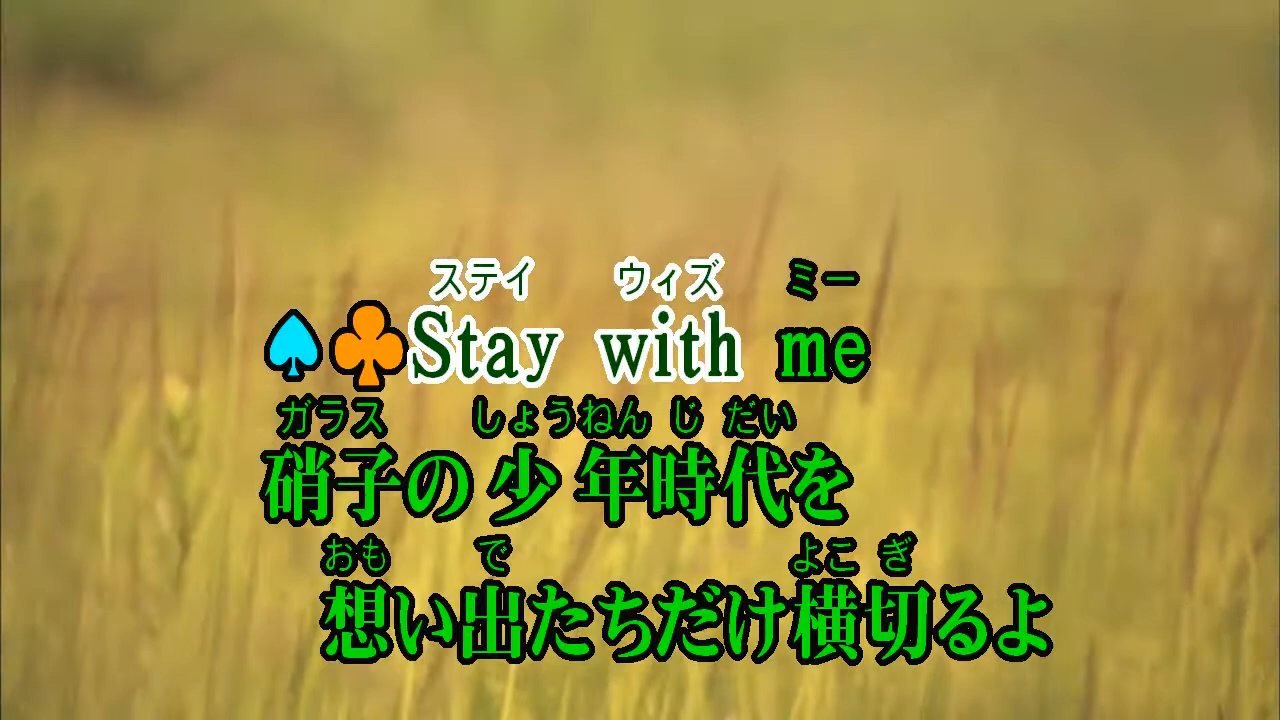 ステイ ウィズ ミー
♠♣Stay with me
ガラス しょうねん じ だい
硝子の少年時代を
おも で よこ ぎ
想い出たちだけ横切るよ